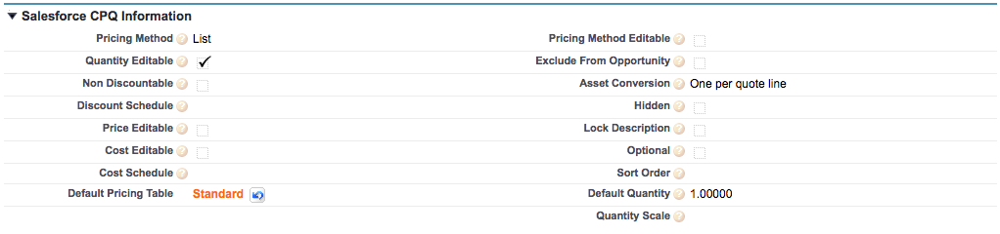 Salesforce CPQ Information
Pricing Method ? List Pricing Method Editable ?
Quantity Editable ? ✓ Exclude From Opportunity ?
Non Discountable ? Asset Conversion ? One per quote line
Discount Schedule ? Hidden ?
Price Editable ? Lock Description ?
Cost Editable ? Optional ?
Cost Schedule ? Sort Order ?
Default Pricing Table Standard Default Quantity ? 1.00000
Quantity Scale ?